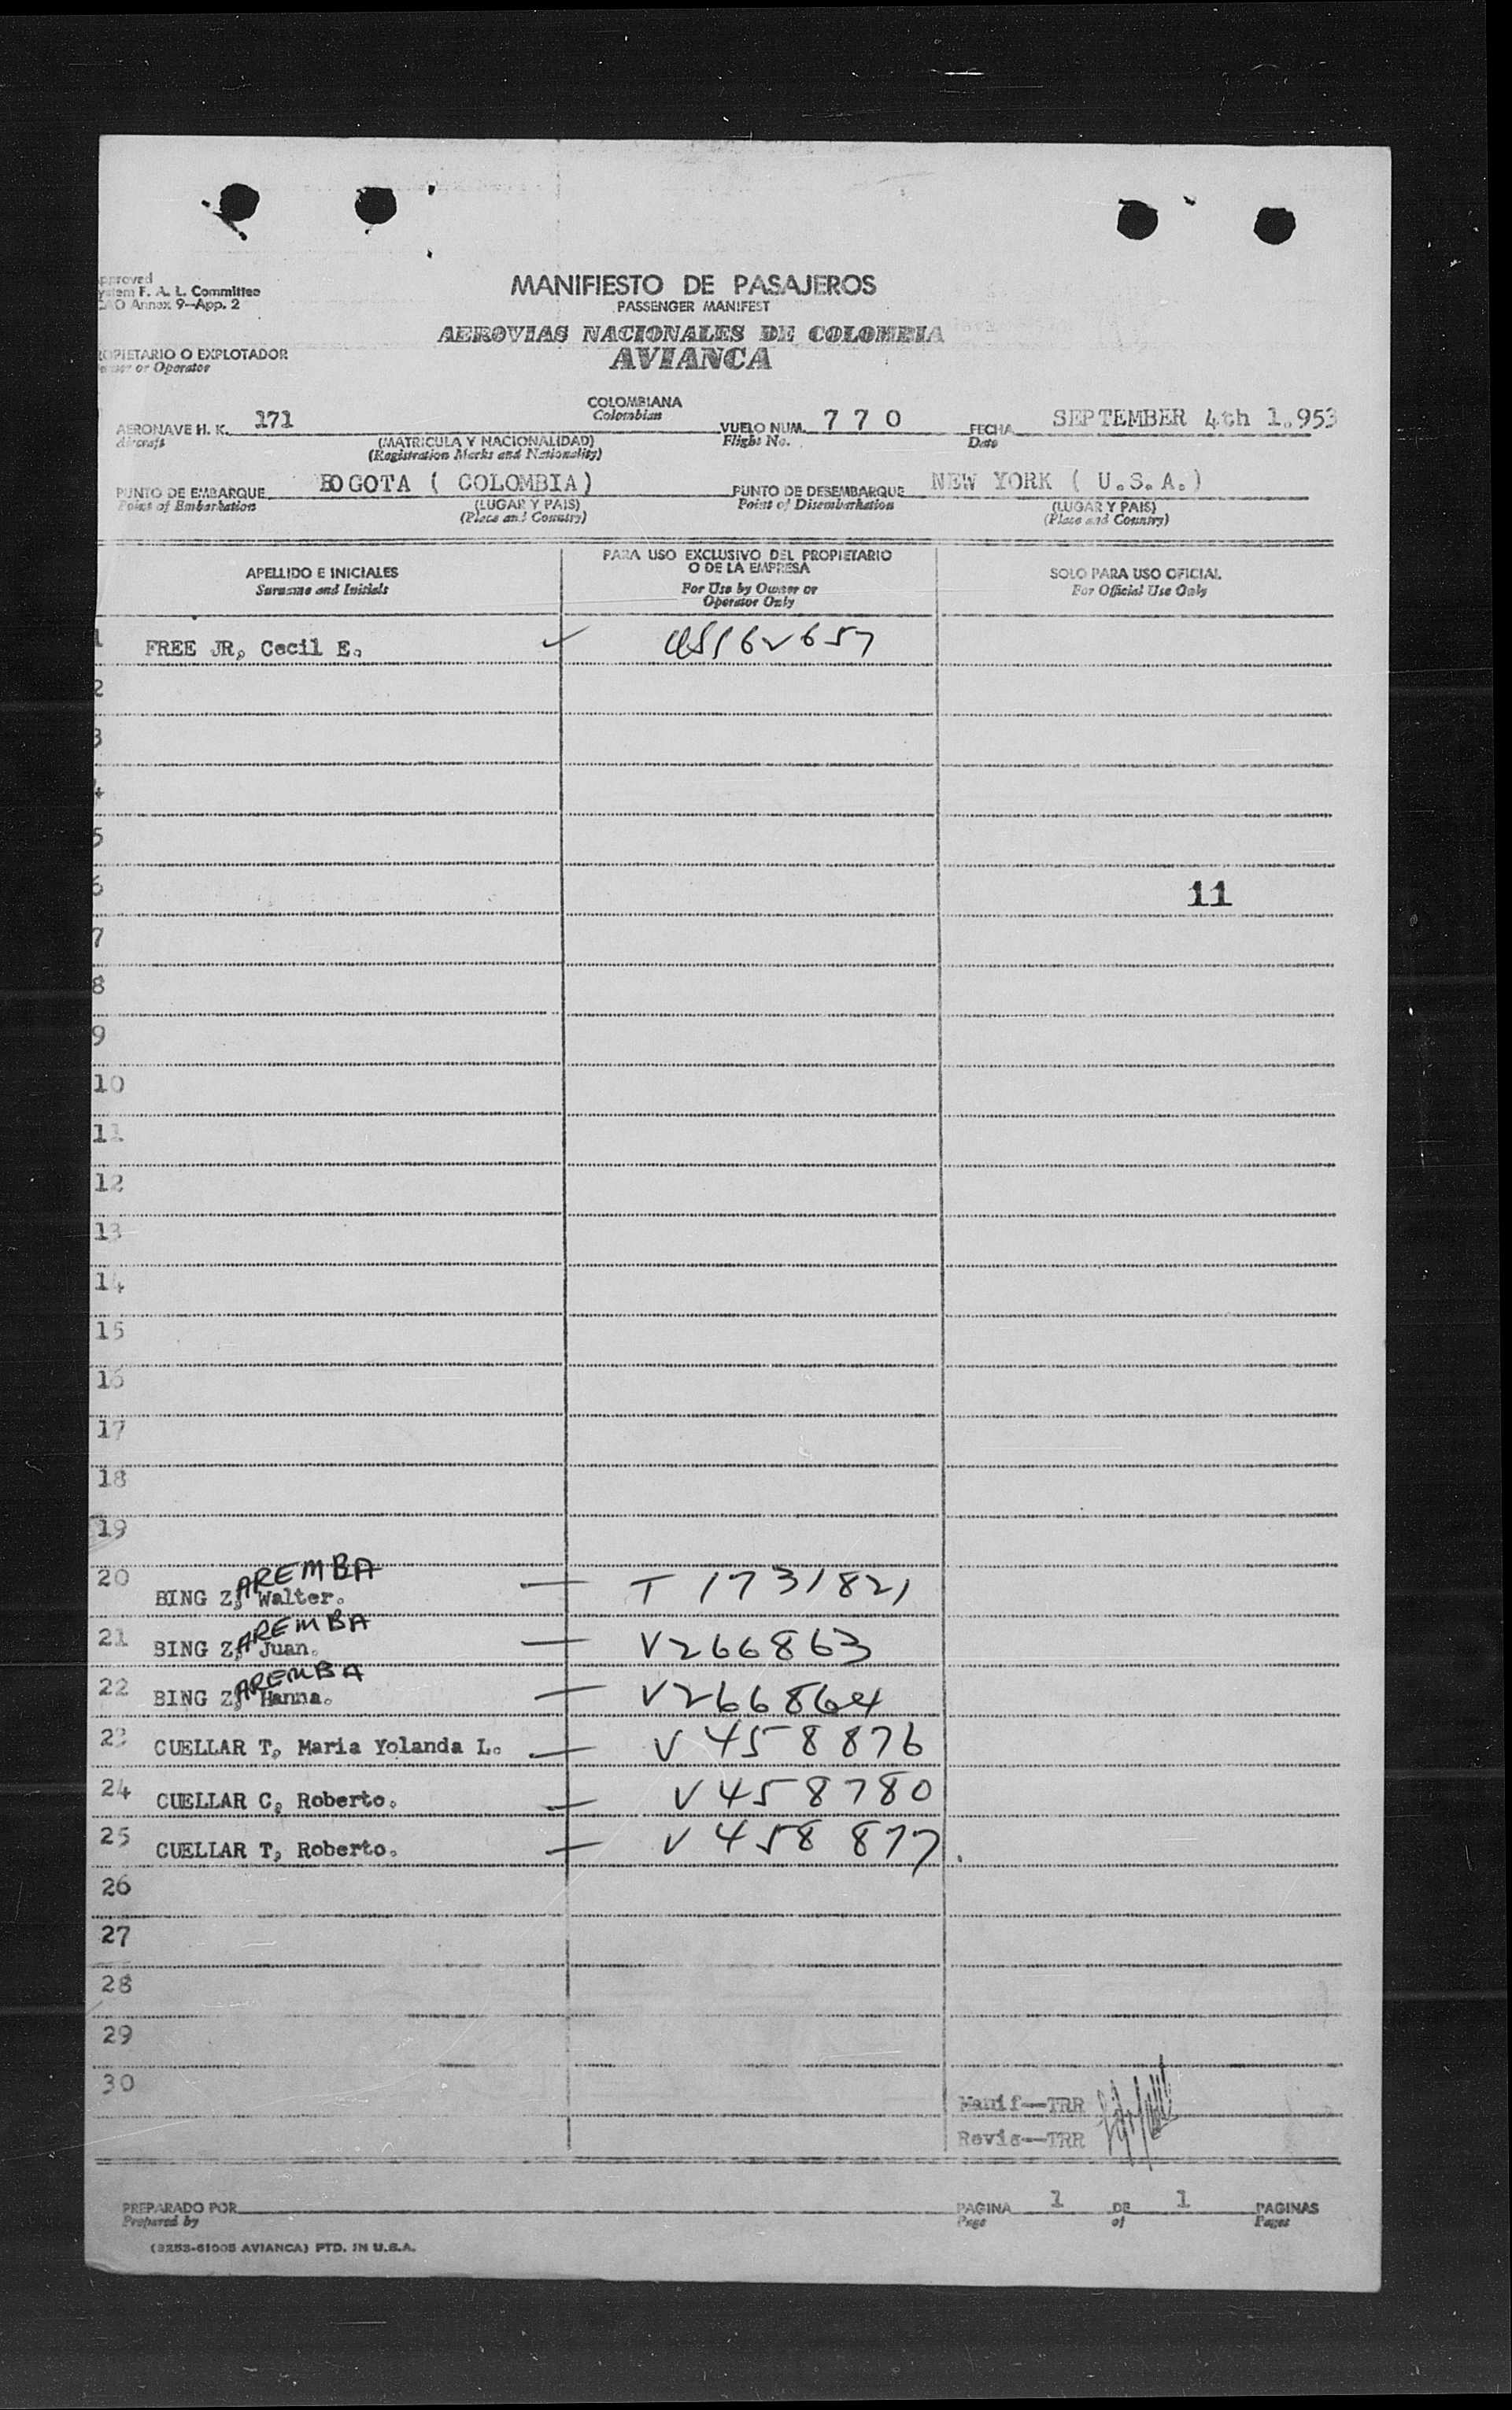 pproved
ystem F. A. L. Committee
CAO Annex 9—App. 2
MANIFIESTO DE PASAJEROS
PASSENGER MANIFEST
AEROVIAS NACIONALES DE COLOMBIA
AVIANCA
ROPIETARIO O EXPLOTADOR
wner or Operator
COLOMBIANA
Colombian
AERONAVE H. K. 171 VUELO NUM. 7 7 0 FECHA SEPTEMBER 4th 1.953
Aircraft (MATRICULA Y NACIONALIDAD) Flight No. Date
(Registration Marks and Nationality)
PUNTO DE EMBARQUE BOGOTA ( COLOMBIA) PUNTO DE DESEMBARQUE NEW YORK ( U.S.A.)
Point of Embarkation (LUGAR Y PAIS) Point of Disembarkation (LUGAR Y PAIS)
(Place and Country) (Place and Country)
APELLIDO E INICIALES
Surname and Initials
PARA USO EXCLUSIVO DEL PROPIETARIO
O DE LA EMPRESA
For Use by Owner or
Operator Only
SOLO PARA USO OFICIAL
For Official Use Only
1 FREE JR, Cecil E. ✓
2
3
4
5
6 11
7
8
9
10
11
12
13
14
15
16
17
18
19
20 BING ZAREMBA, Walter. — T 1731821
21 BING ZAREMBA, Juan. — V266863
22 BING ZAREMBA, Hanna. — V266864
23 CUELLAR T, Maria Yolanda L. — V 458876
24 CUELLAR C, Roberto. — V458780
25 CUELLAR T, Roberto. — V 458 877
26
27
28
29
30
Manif—TRR
Revis—TRR
PREPARADO POR PAGINA 1 DE 1 PAGINAS
Prepared by Page of Pages
(3253-61005 AVIANCA) PTD. IN U.S.A.